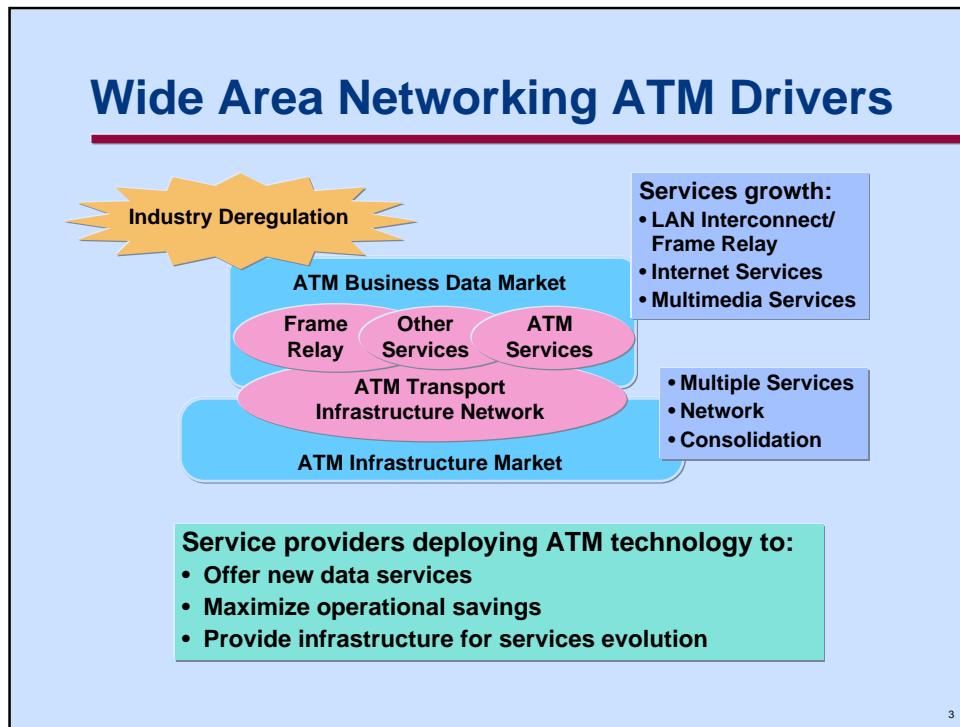 Wide Area Networking ATM Drivers
Industry Deregulation
Services growth:
• LAN Interconnect/
Frame Relay
• Internet Services
• Multimedia Services
ATM Business Data Market
Frame
Relay
Other
Services
ATM
Services
ATM Transport
Infrastructure Network
• Multiple Services
• Network
• Consolidation
ATM Infrastructure Market
Service providers deploying ATM technology to:
• Offer new data services
• Maximize operational savings
• Provide infrastructure for services evolution
3